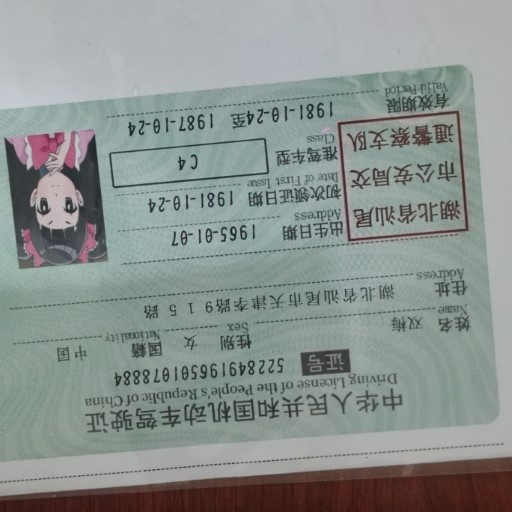 中华人民共和国机动车驾驶证
Driving License of the People's Republic of China
证号 522849196501078884
姓名 双梅 性别 女 国籍 中国
Name Sex Nationality
住址 湖北省汕尾市天津李路915路
Address
湖北省汕尾
市公安局交
通警察支队
出生日期 1965-01-07
Address
初次领证日期 1981-10-24
Date of First Issue
准驾车型 C4
Class
有效期限 1981-10-24至 1987-10-24
Valid Period